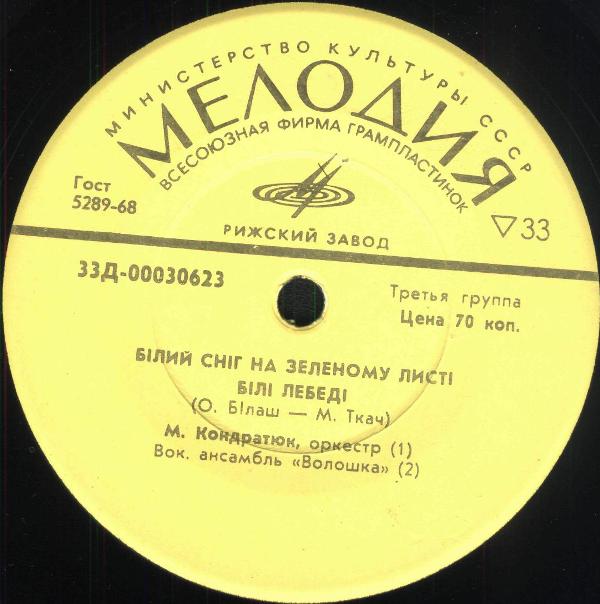 МИНИСТЕРСТВО КУЛЬТУРЫ СССР
МЕЛОДИЯ
ВСЕСОЮЗНАЯ ФИРМА ГРАМПЛАСТИНОК
Гост
5289-68
▽33
РИЖСКИЙ ЗАВОД
33Д-00030623
Третья группа
Цена 70 коп.
БІЛИЙ СНІГ НА ЗЕЛЕНОМУ ЛИСТІ
БІЛІ ЛЕБЕДІ
(О. Білаш — М. Ткач)
М. Кондратюк, оркестр (1)
Вок. ансамбль «Волошка» (2)